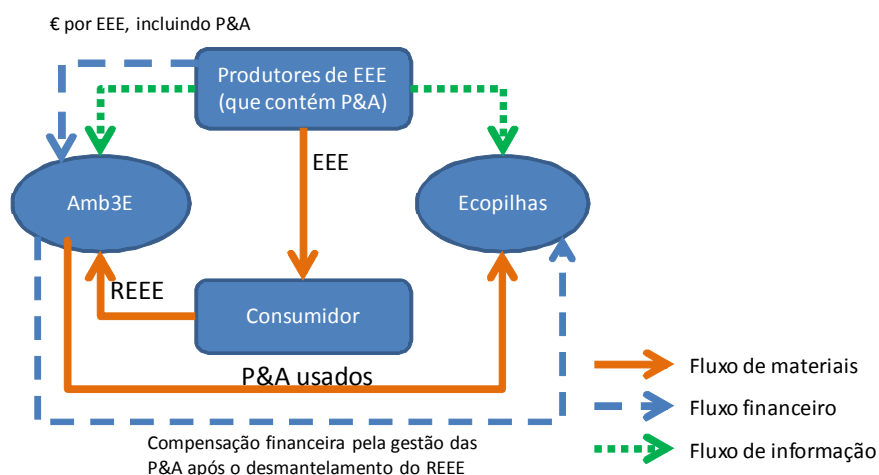 € por EEE, incluindo P&A
Produtores de EEE
(que contém P&A)
EEE
Amb3E
Ecopilhas
REEE
Consumidor
P&A usados
Compensação financeira pela gestão das
P&A após o desmantelamento do REEE
Fluxo de materiais
Fluxo financeiro
Fluxo de informação